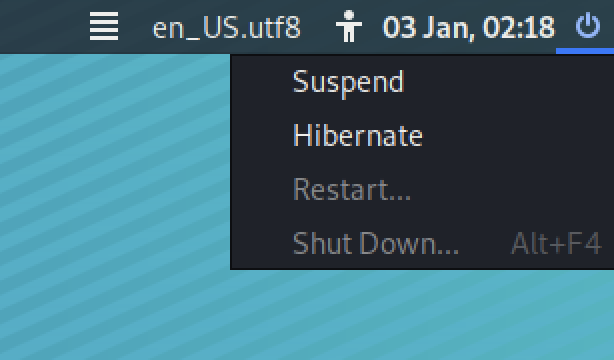 en_US.utf8 03 Jan, 02:18
Suspend
Hibernate
Restart...
Shut Down... Alt+F4